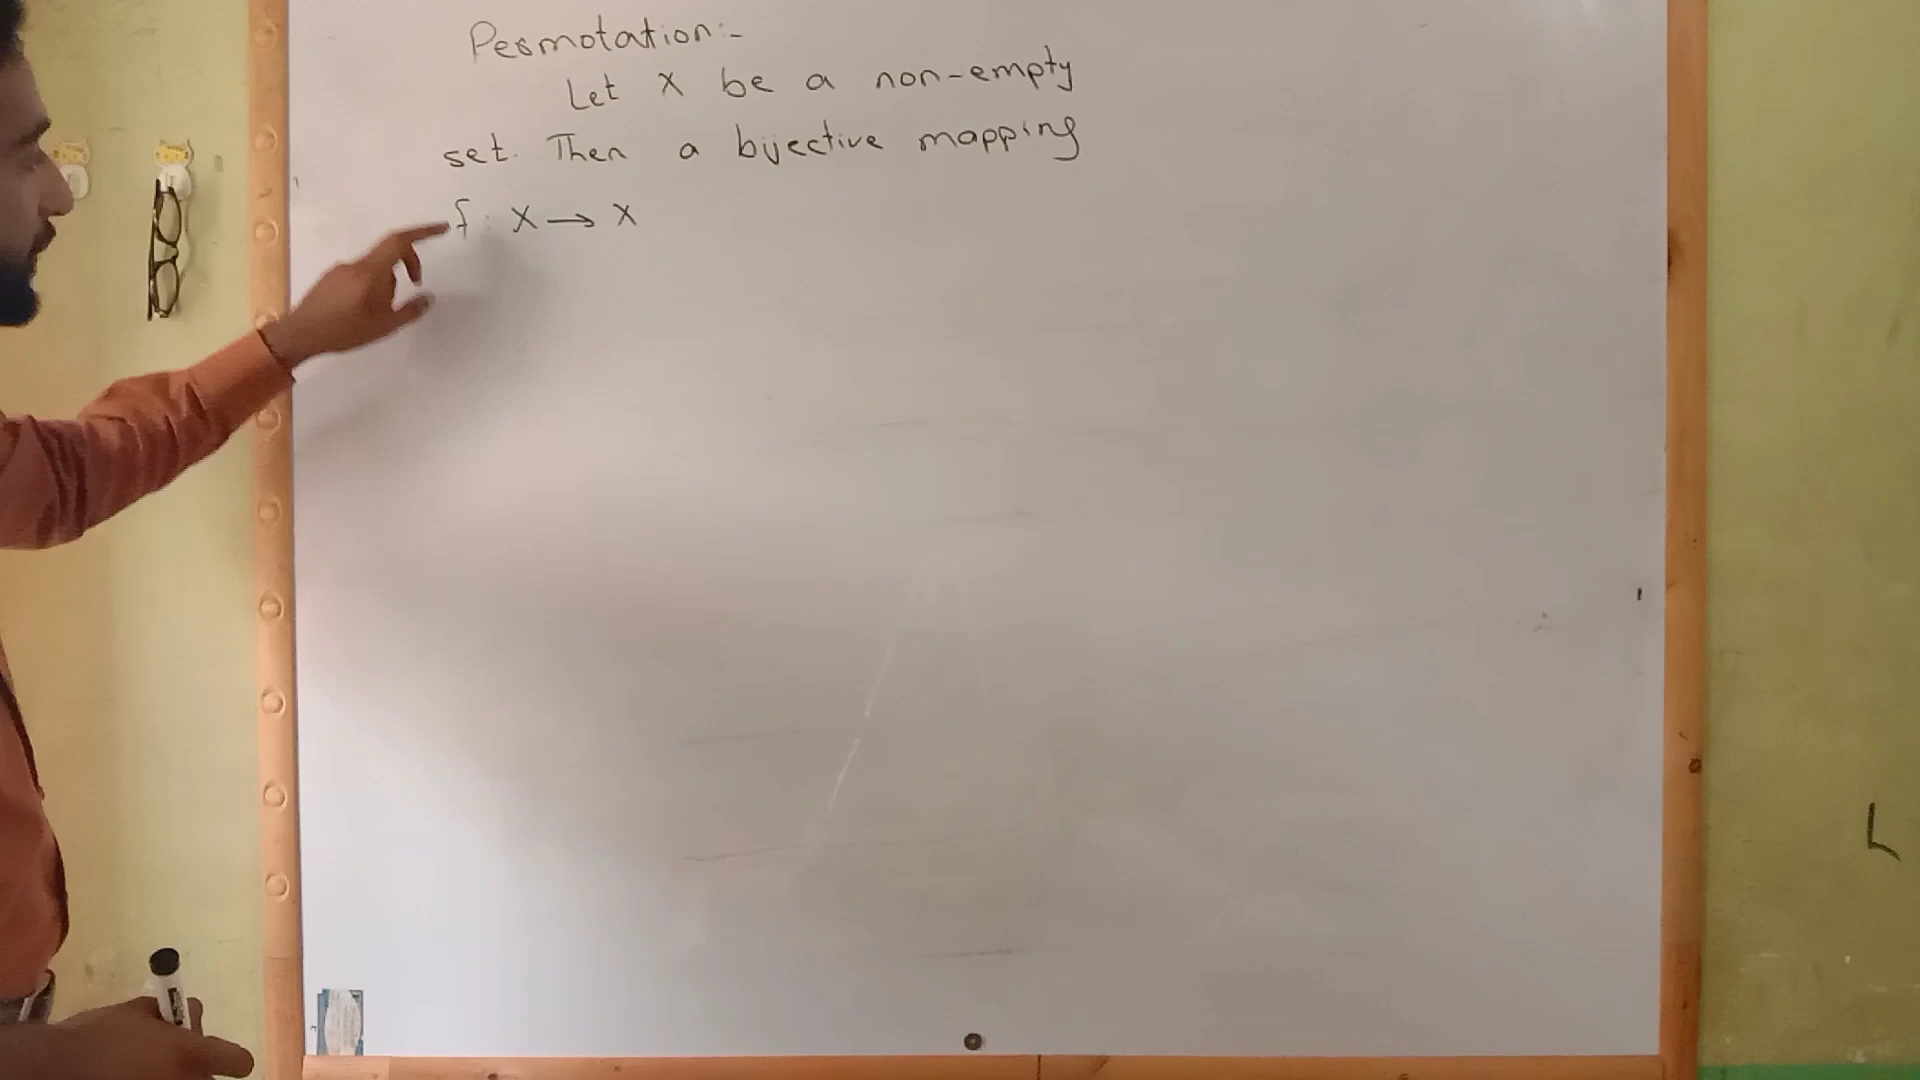 Permotation:-
Let X be a non-empty
set. Then a bijective mapping
f: X → X